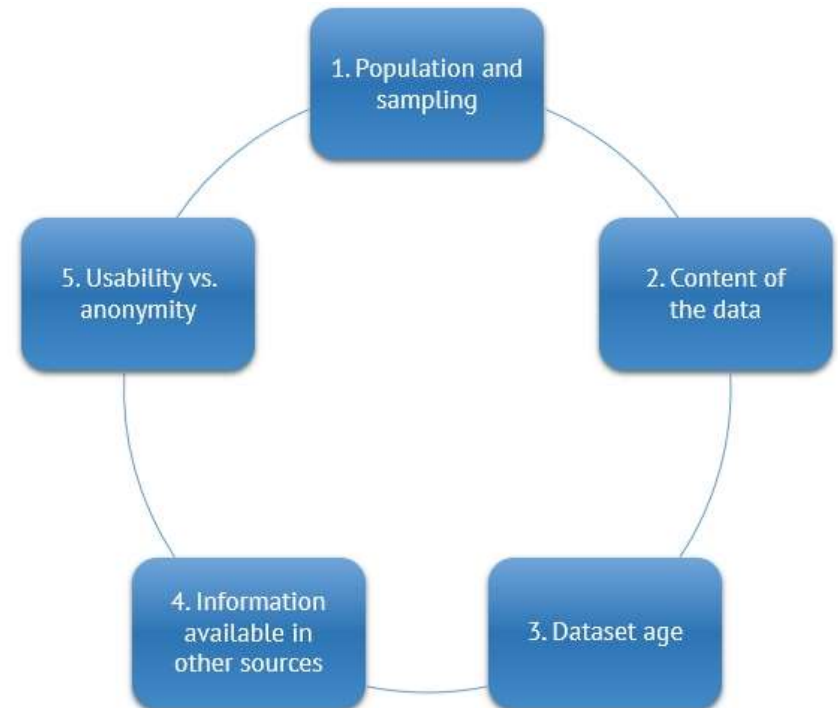 1. Population and
sampling
2. Content of
the data
3. Dataset age
4. Information
available in
other sources
5. Usability vs.
anonymity